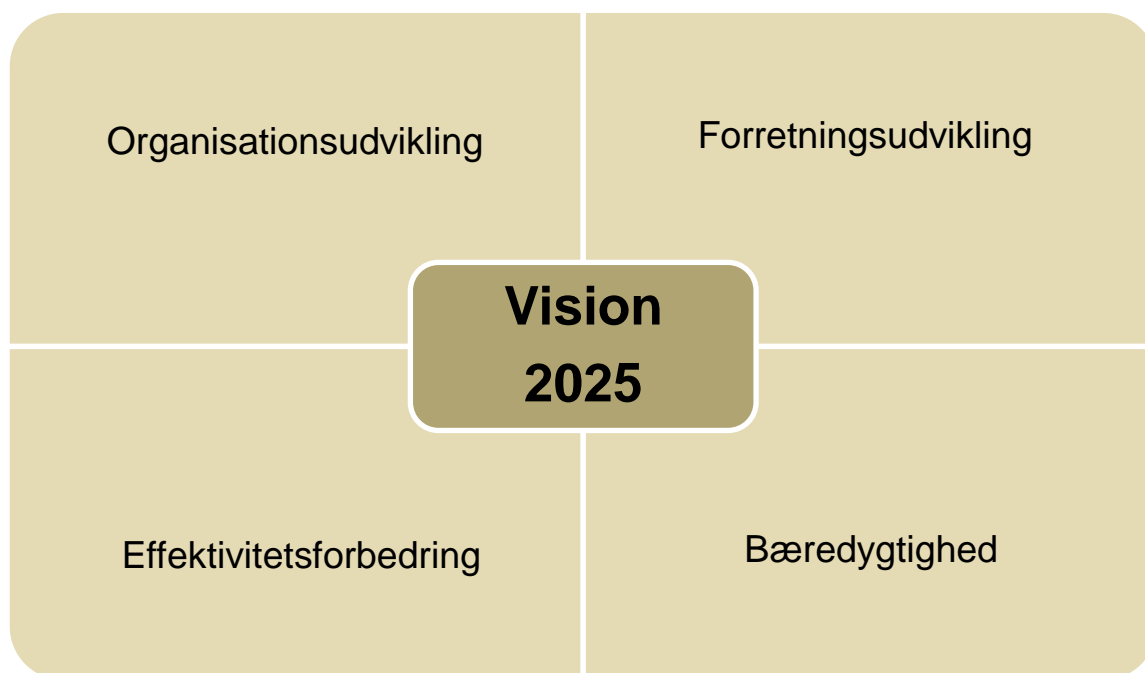 Organisationsudvikling
Forretningsudvikling
Vision
2025
Effektivitetsforbedring
Bæredygtighed